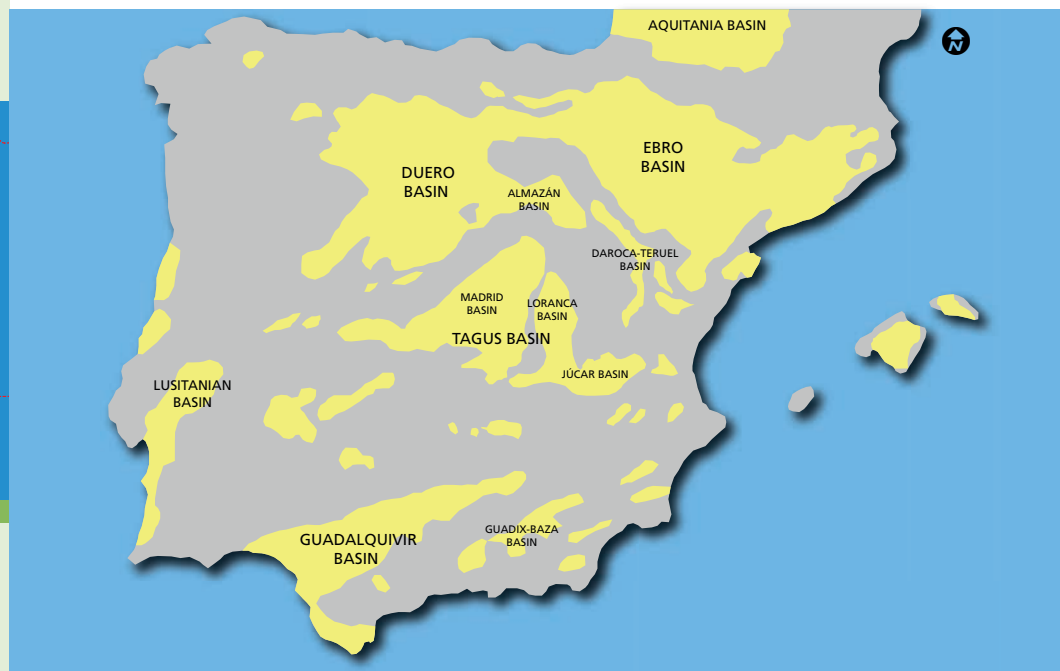 AQUITANIA BASIN
N
EBRO
BASIN
DUERO
BASIN
ALMAZÁN
BASIN
DAROCA-TERUEL
BASIN
MADRID
BASIN
LORANCA
BASIN
TAGUS BASIN
JÚCAR BASIN
LUSITANIAN
BASIN
GUADALQUIVIR
BASIN
GUADIX-BAZA
BASIN